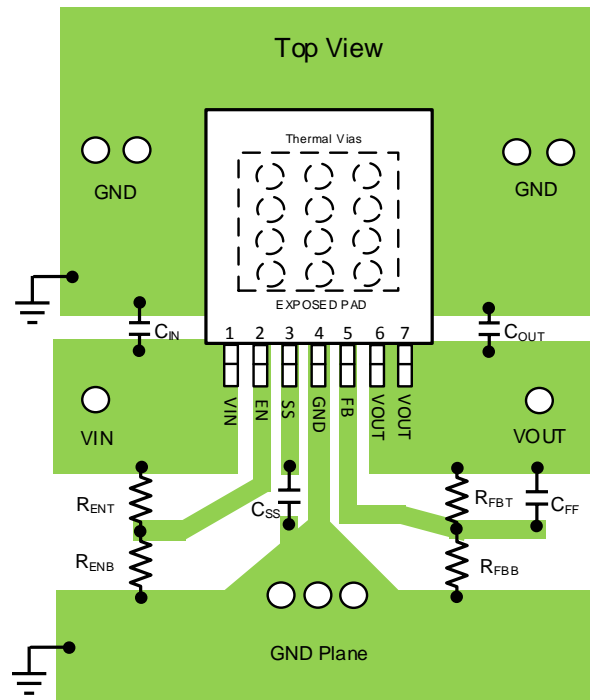 Top View
Thermal Vias
GND
GND
EXPOSED PAD
CIN
1 2 3 4 5 6 7
COUT
VIN
EN
SS
GND
FB
VOUT
VOUT
VIN
VOUT
RENT
CSS
RFBT
CFF
RENB
RFBB
GND Plane